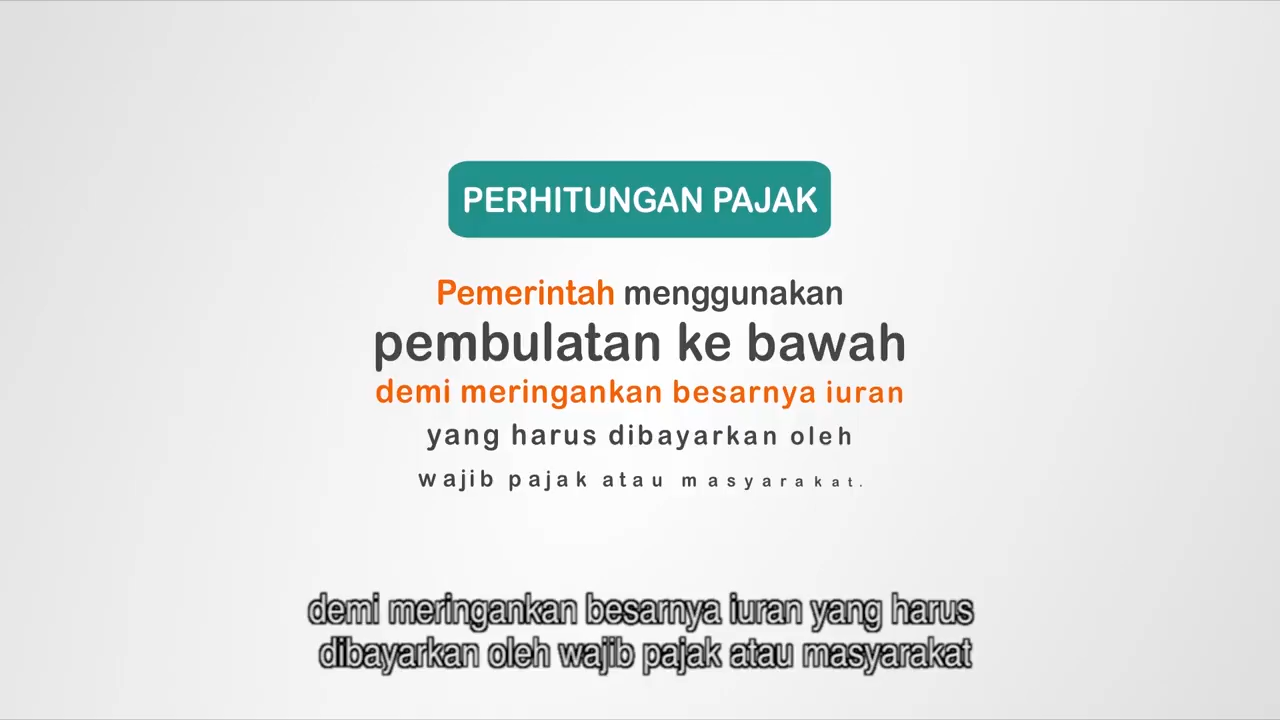 PERHITUNGAN PAJAK
Pemerintah menggunakan
pembulatan ke bawah
demi meringankan besarnya iuran
yang harus dibayarkan oleh
wajib pajak atau masyarakat.
demi meringankan besarnya iuran yang harus
dibayarkan oleh wajib pajak atau masyarakat